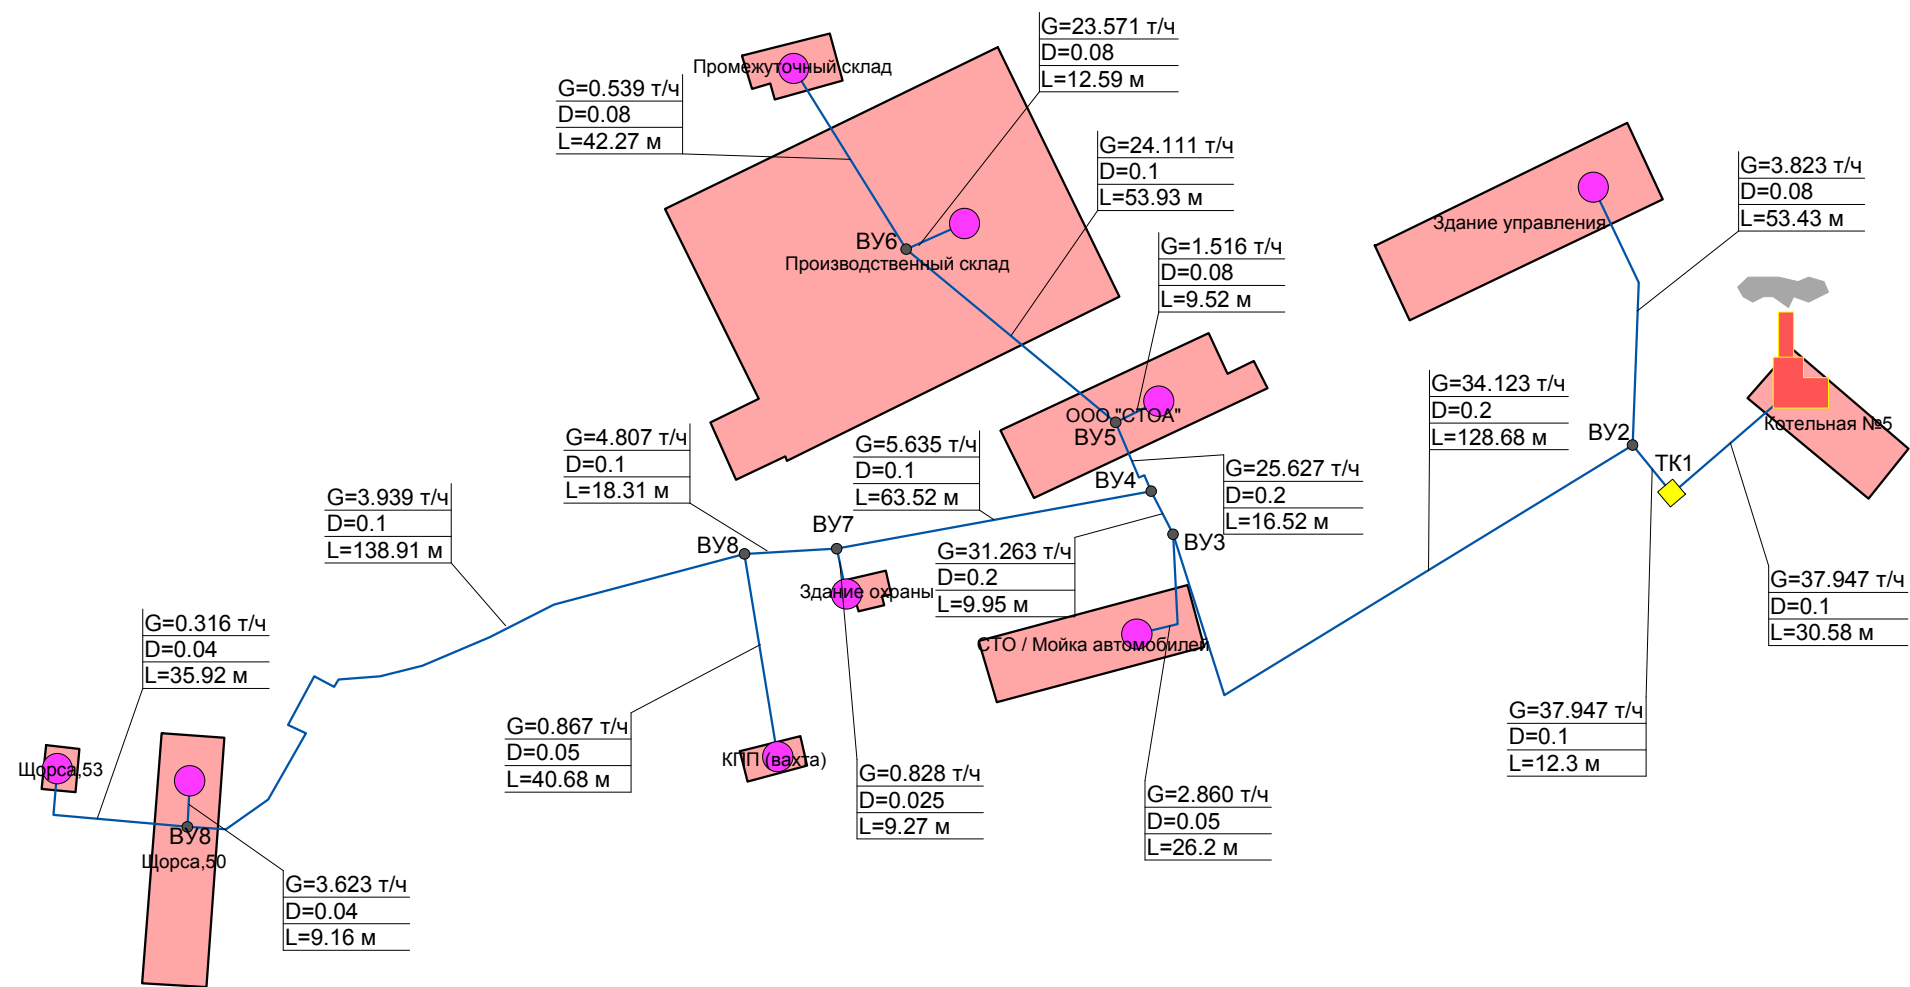 G=23.571 т/ч
D=0.08
L=12.59 м
Промежуточный склад
G=0.539 т/ч
D=0.08
L=42.27 м
G=24.111 т/ч
D=0.1
L=53.93 м
G=3.823 т/ч
D=0.08
L=53.43 м
Здание управления
ВУ6
Производственный склад
G=1.516 т/ч
D=0.08
L=9.52 м
G=34.123 т/ч
D=0.2
L=128.68 м
ООО "СТОА"
ВУ5
Котельная №5
ВУ2
ТК1
G=4.807 т/ч
D=0.1
L=18.31 м
G=5.635 т/ч
D=0.1
L=63.52 м
ВУ4
G=25.627 т/ч
D=0.2
L=16.52 м
G=3.939 т/ч
D=0.1
L=138.91 м
ВУ8
ВУ7
ВУ3
G=31.263 т/ч
D=0.2
L=9.95 м
Здание охраны
G=37.947 т/ч
D=0.1
L=30.58 м
G=0.316 т/ч
D=0.04
L=35.92 м
СТО / Мойка автомобилей
G=0.867 т/ч
D=0.05
L=40.68 м
КПП (вахта)
G=37.947 т/ч
D=0.1
L=12.3 м
Щорса,53
G=0.828 т/ч
D=0.025
L=9.27 м
G=2.860 т/ч
D=0.05
L=26.2 м
ВУ8
Щорса,50
G=3.623 т/ч
D=0.04
L=9.16 м